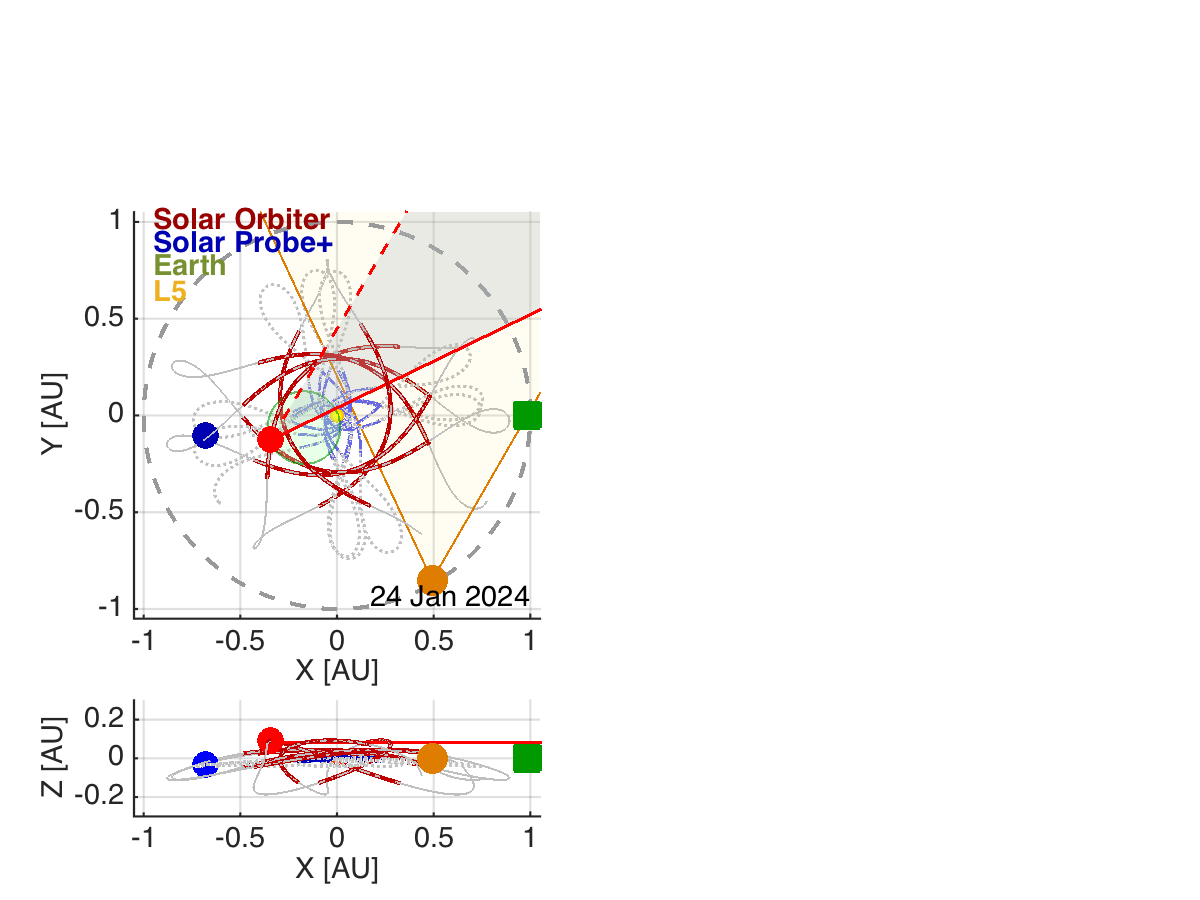 Solar Orbiter
Solar Probe+
Earth
L5
1
0.5
0
-0.5
-1
Y [AU]
24 Jan 2024
-1 -0.5 0 0.5 1
X [AU]
0.2
0
-0.2
Z [AU]
-1 -0.5 0 0.5 1
X [AU]